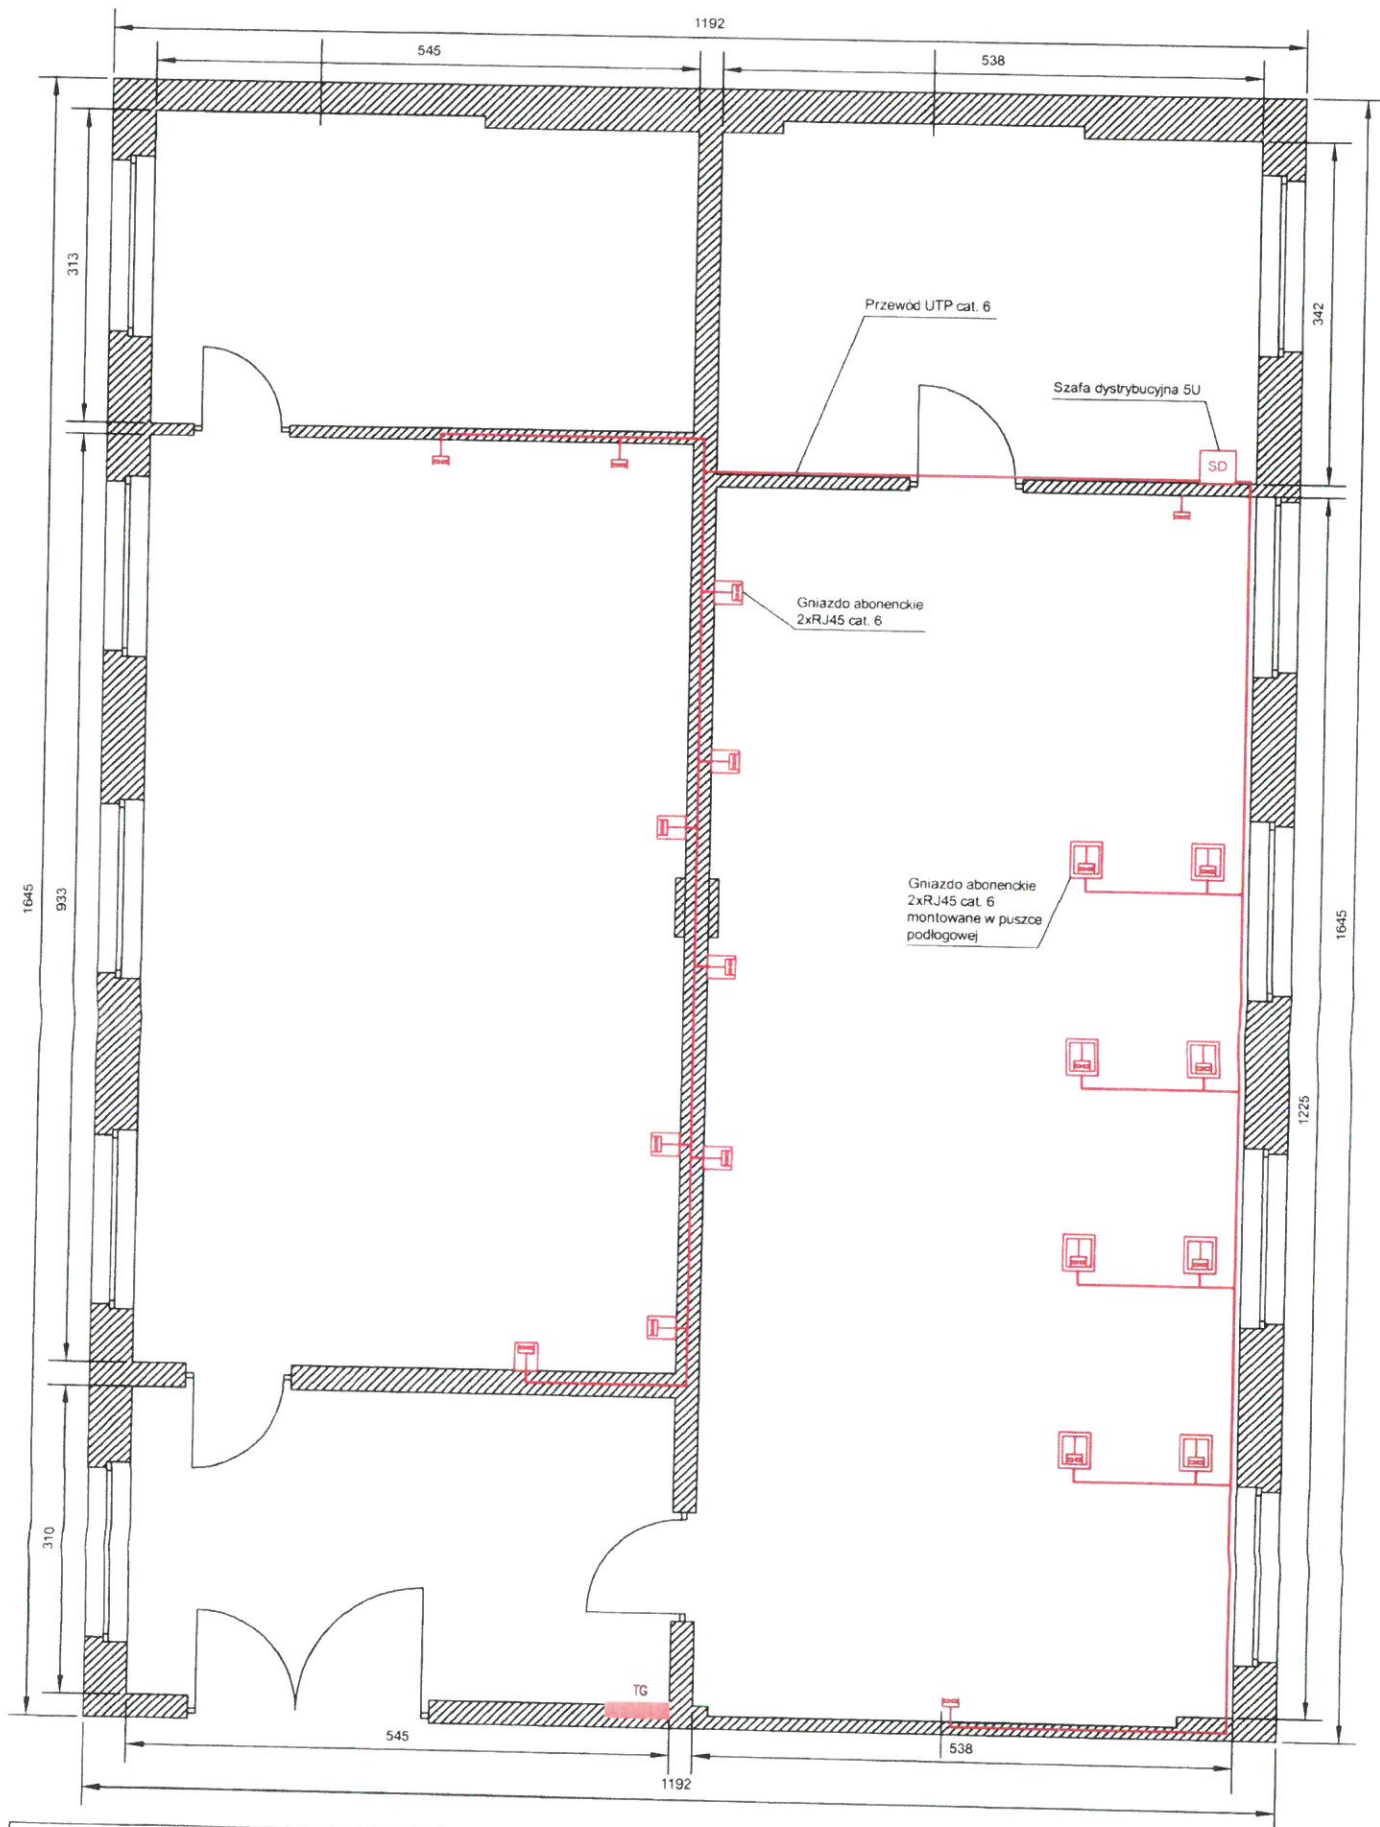 1192
545
538
313
342
Przewód UTP cat. 6
Szafa dystrybucyjna 5U
SD
Gniazdo abonenckie
2xRJ45 cat. 6
1645
933
Gniazdo abonenckie
2xRJ45 cat. 6
montowane w puszce
podłogowej
1645
1225
310
TG
545
538
1192